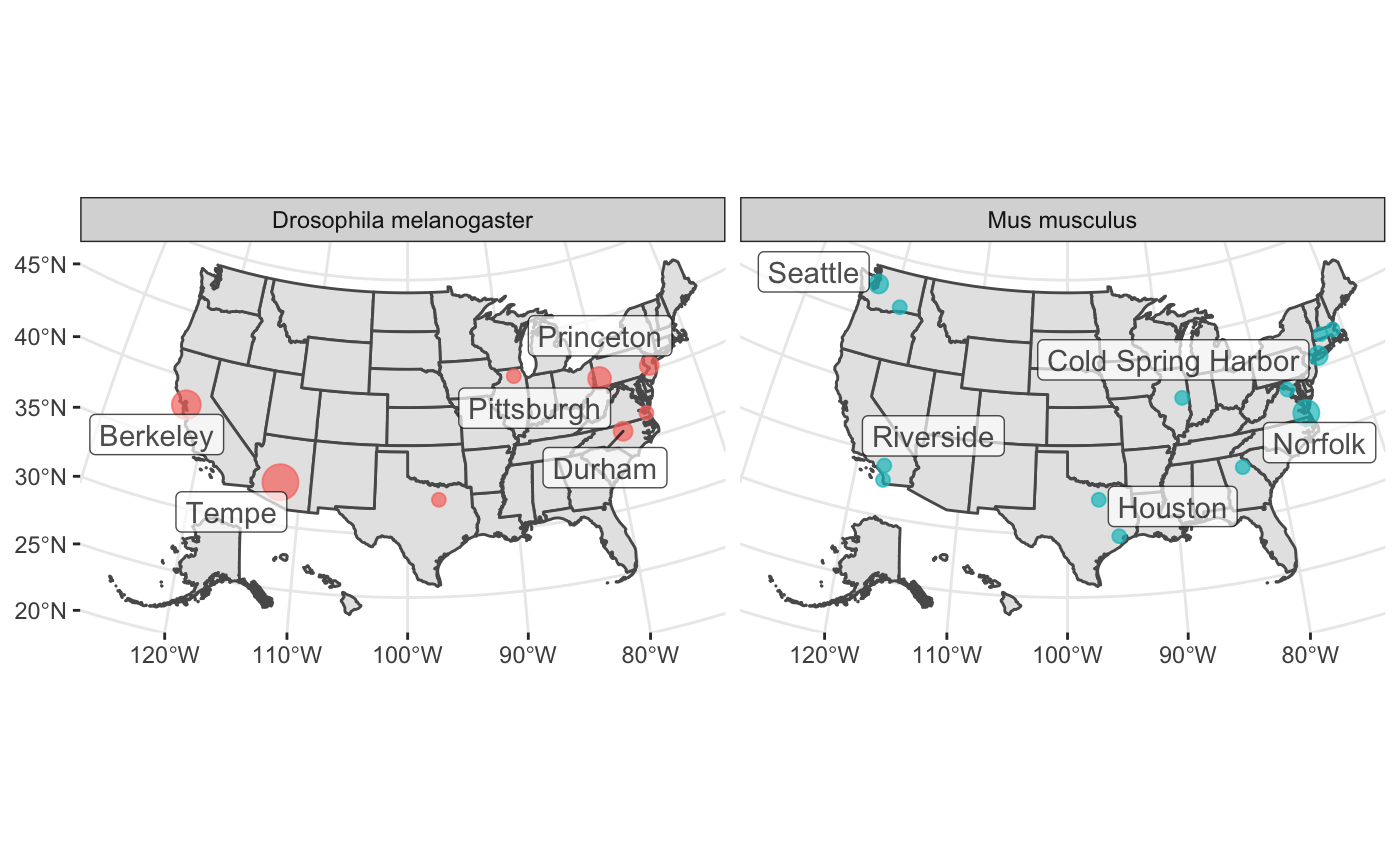 Drosophila melanogaster
Mus musculus
45°N
40°N
35°N
30°N
25°N
20°N
Princeton
Pittsburgh
Berkeley
Durham
Tempe
Seattle
Cold Spring Harbor
Riverside
Norfolk
Houston
120°W 110°W 100°W 90°W 80°W
120°W 110°W 100°W 90°W 80°W